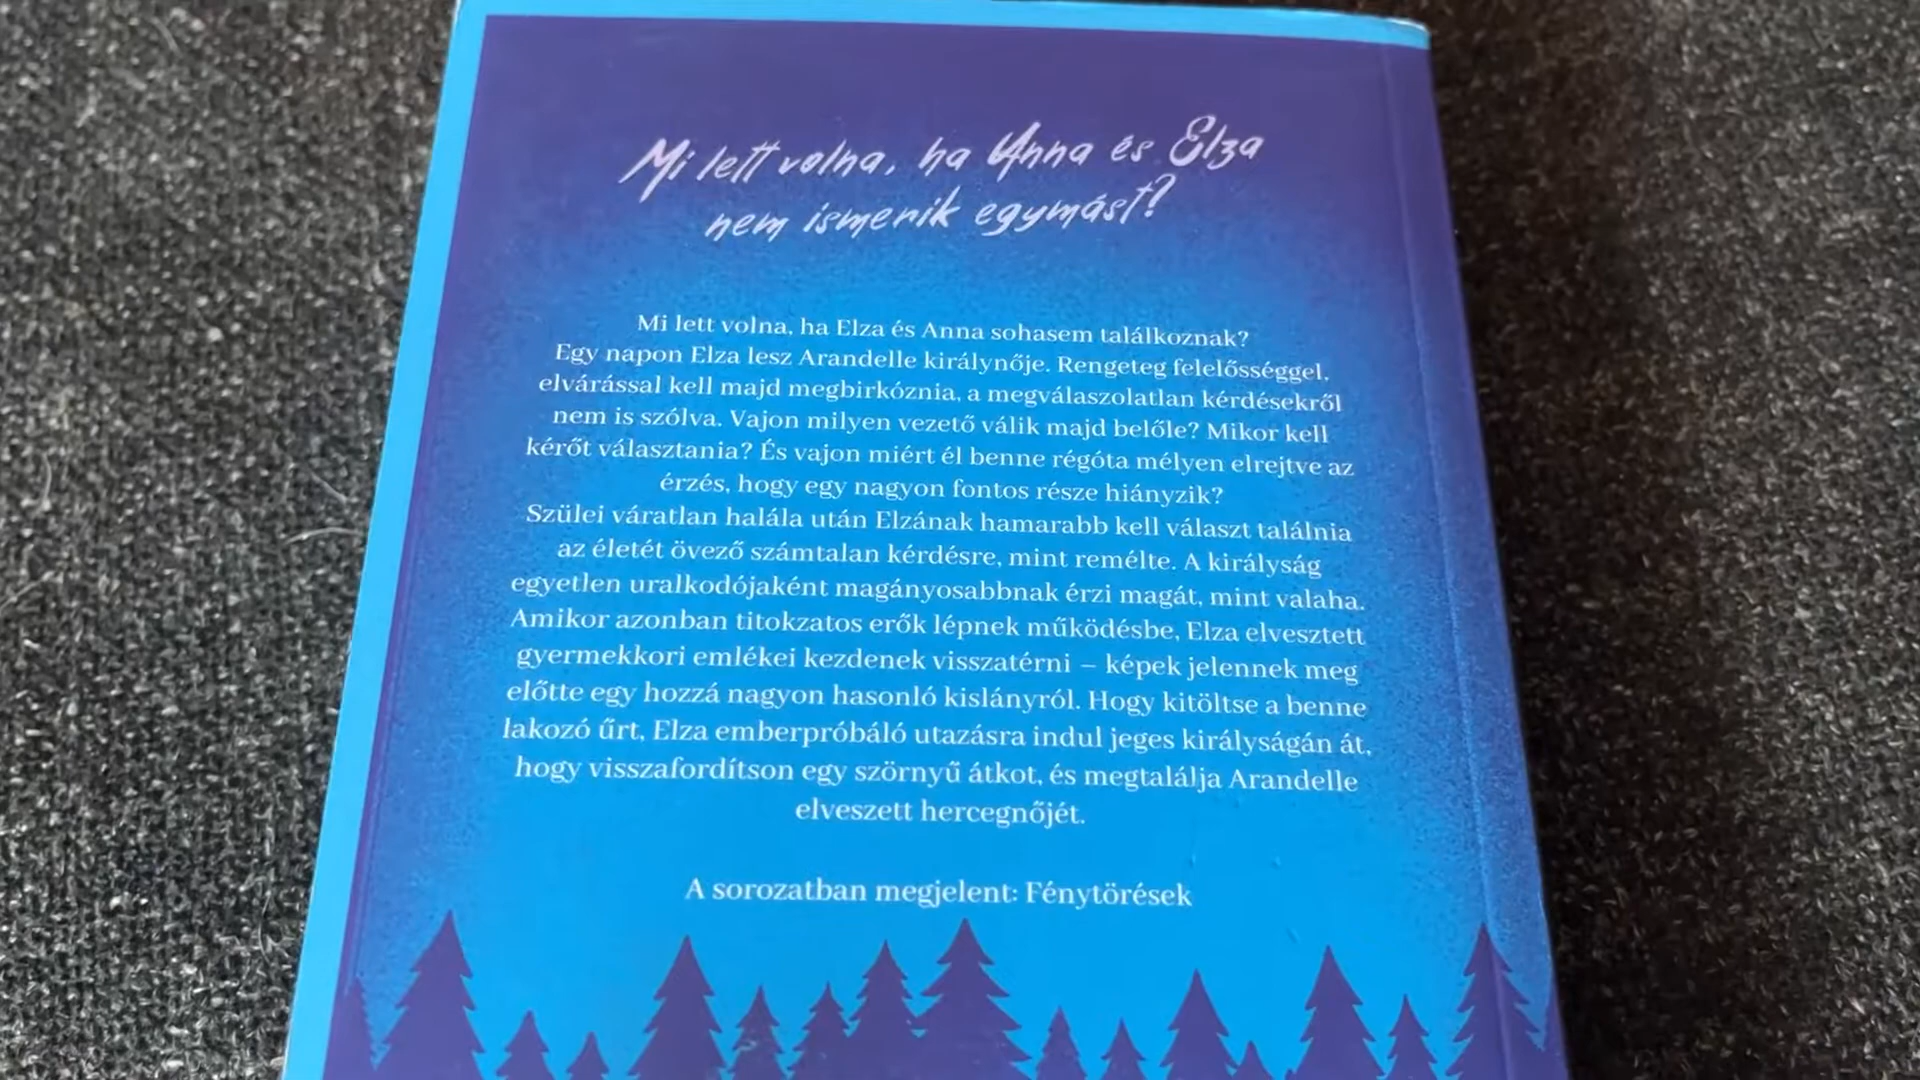 Mi lett volna, ha Anna és Elza
nem ismerik egymást?
Mi lett volna, ha Elza és Anna sohasem találkoznak?
Egy napon Elza lesz Arandelle királynője. Rengeteg felelősséggel,
elvárással kell majd megbirkóznia, a megválaszolatlan kérdésekről
nem is szólva. Vajon milyen vezető válik majd belőle? Mikor kell
kérőt választania? És vajon miért él benne régóta mélyen elrejtve az
érzés, hogy egy nagyon fontos része hiányzik?
Szülei váratlan halála után Elzának hamarabb kell választ találnia
az életét övező számtalan kérdésre, mint remélte. A királyság
egyetlen uralkodójaként magányosabbnak érzi magát, mint valaha.
Amikor azonban titokzatos erők lépnek működésbe, Elza elvesztett
gyermekkori emlékei kezdenek visszatérni – képek jelennek meg
előtte egy hozzá nagyon hasonló kislányról. Hogy kitöltse a benne
lakozó űrt, Elza emberpróbáló utazásra indul jeges királyságán át,
hogy visszafordítson egy szörnyű átkot, és megtalálja Arandelle
elveszett hercegnőjét.
A sorozatban megjelent: Fénytörések